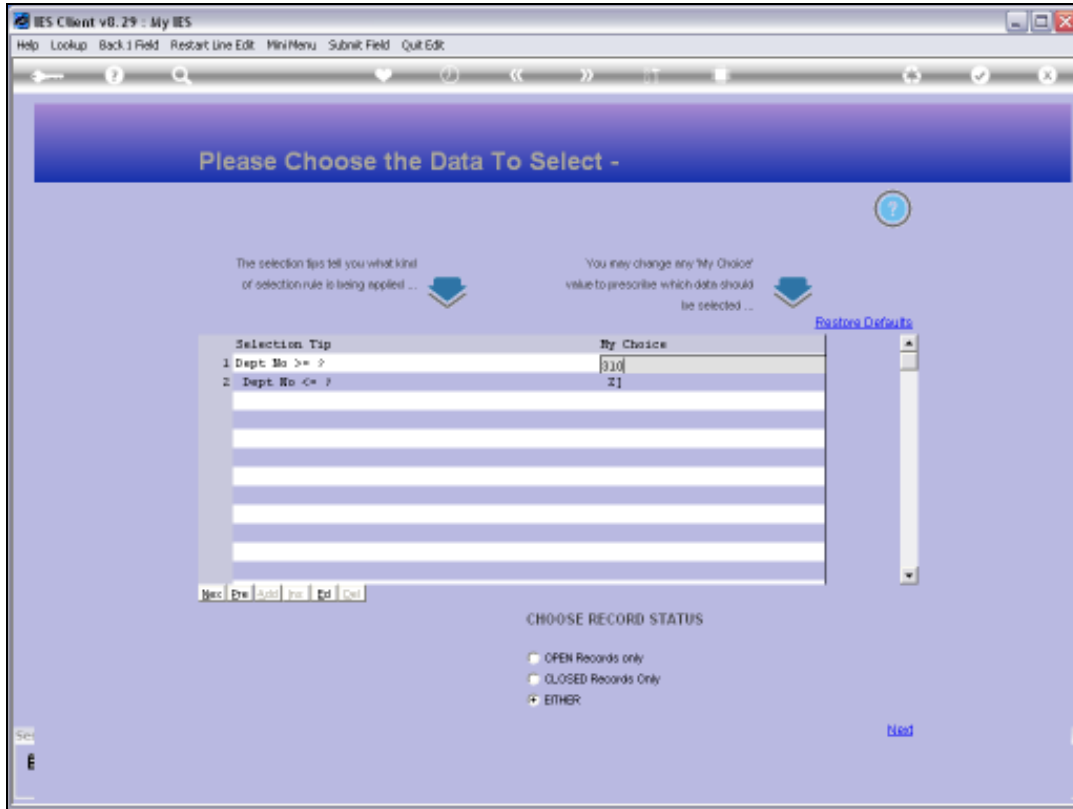 IES Client v8.29 : My IES
Help Lookup Back 1 Field Restart Line Edit MiniMenu Submit Field Quit Edit
Please Choose the Data To Select -
The selection tips tell you what kind
of selection rule is being applied ...
You may change any 'My Choice'
value to prescribe which data should
be selected ...
Restore Defaults
Selection Tip My Choice
1 Dept No >= ? 310
2 Dept No <= ? Z]
Nex Pre Add Ins Ed Del
CHOOSE RECORD STATUS
OPEN Records only
CLOSED Records Only
EITHER
Next